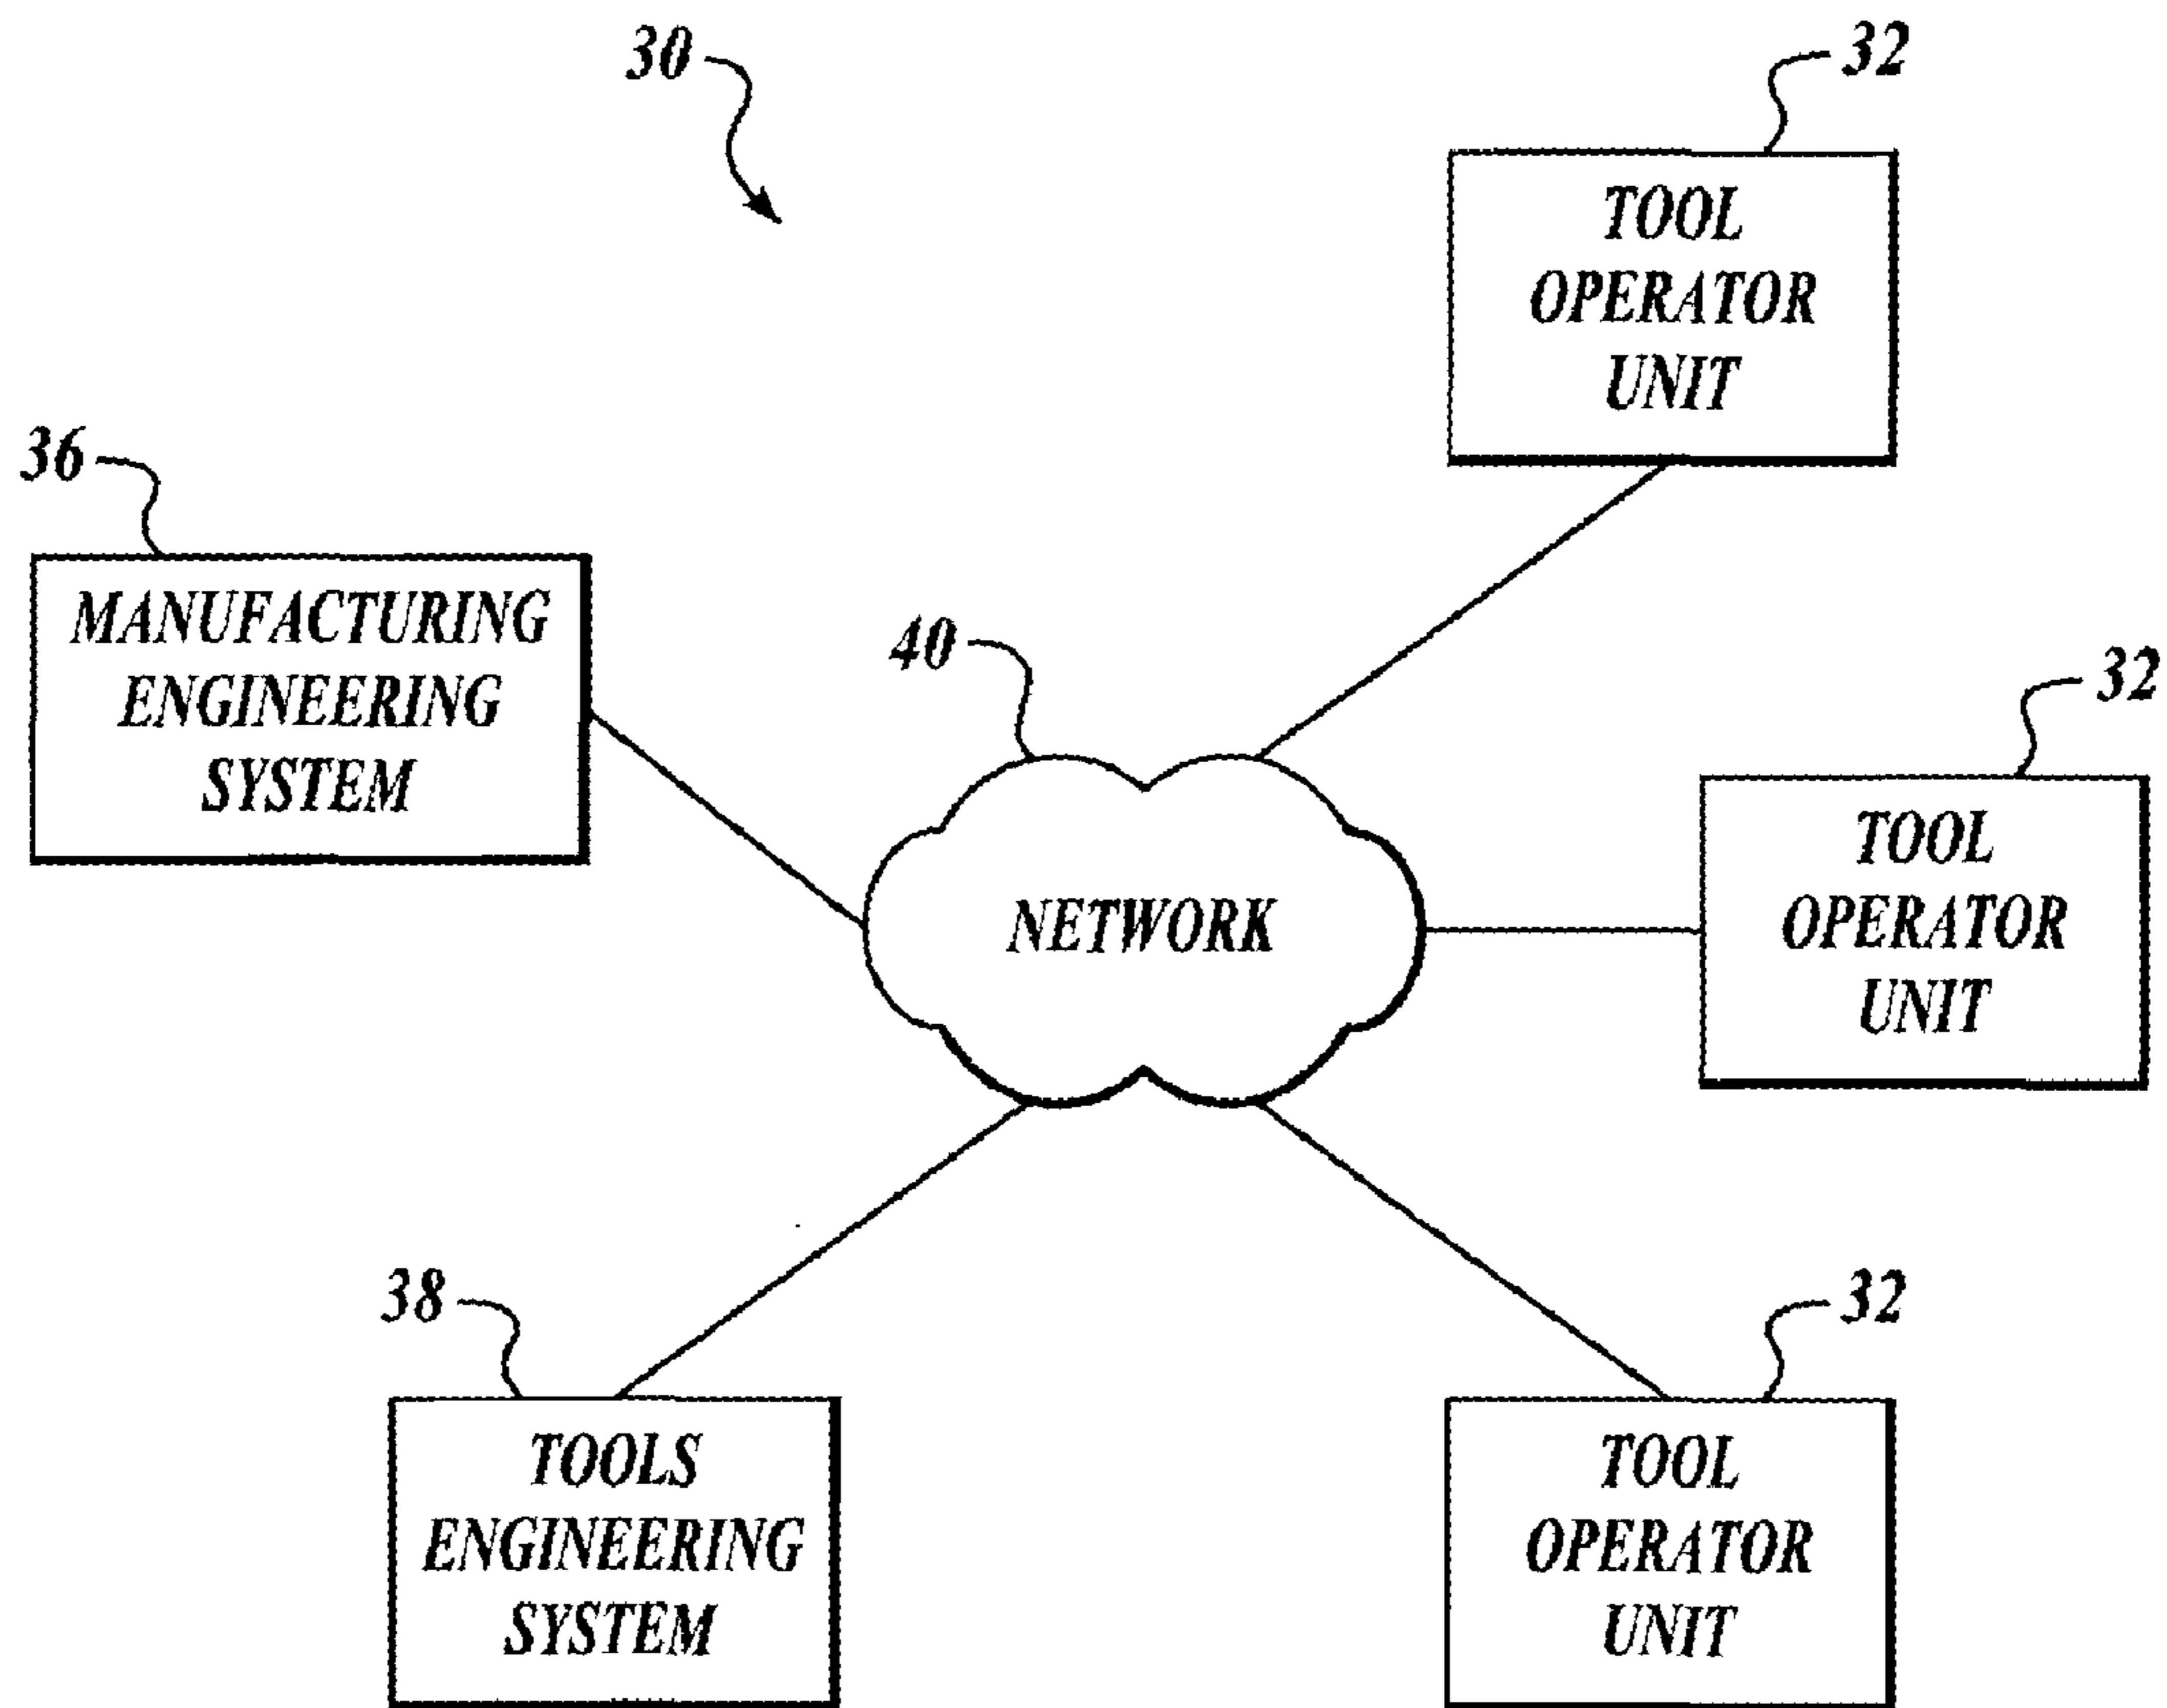 30
32
TOOL
OPERATOR
UNIT
36
MANUFACTURING
ENGINEERING
SYSTEM
40
NETWORK
32
TOOL
OPERATOR
UNIT
38
TOOLS
ENGINEERING
SYSTEM
32
TOOL
OPERATOR
UNIT